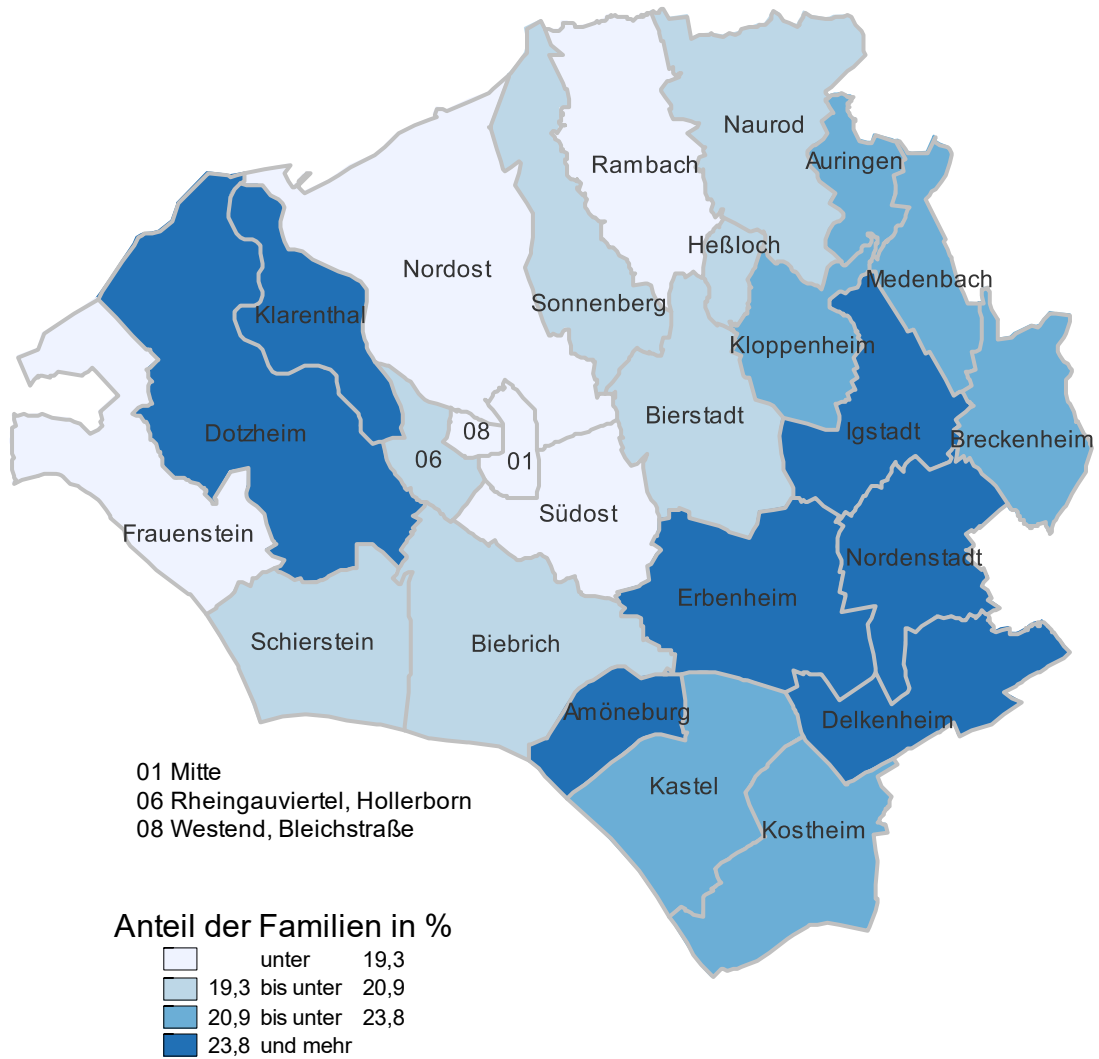 Naurod
Auringen
Rambach
Heßloch
Nordost
Medenbach
Sonnenberg
Klarenthal
Kloppenheim
Bierstadt
Dotzheim
08
Igstadt
Breckenheim
06
01
Südost
Frauenstein
Nordenstadt
Erbenheim
Schierstein
Biebrich
Amöneburg
Delkenheim
Kastel
Kostheim
01 Mitte
06 Rheingauviertel, Hollerborn
08 Westend, Bleichstraße
Anteil der Familien in %
unter 19,3
19,3 bis unter 20,9
20,9 bis unter 23,8
23,8 und mehr